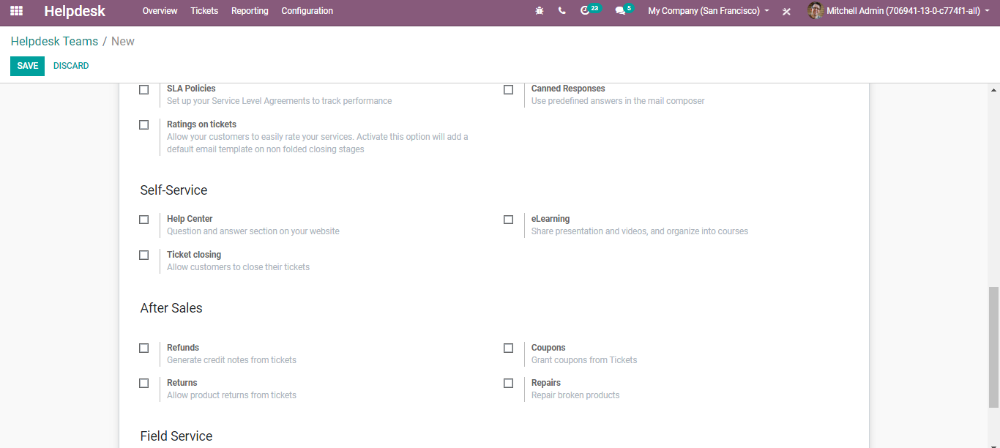 Helpdesk Overview Tickets Reporting Configuration 23 5 My Company (San Francisco) Mitchell Admin (706941-13-0-c774f1-all)
Helpdesk Teams / New
SAVE DISCARD
SLA Policies
Set up your Service Level Agreements to track performance
Canned Responses
Use predefined answers in the mail composer
Ratings on tickets
Allow your customers to easily rate your services. Activate this option will add a
default email template on non folded closing stages
Self-Service
Help Center
Question and answer section on your website
eLearning
Share presentation and videos, and organize into courses
Ticket closing
Allow customers to close their tickets
After Sales
Refunds
Generate credit notes from tickets
Coupons
Grant coupons from Tickets
Returns
Allow product returns from tickets
Repairs
Repair broken products
Field Service